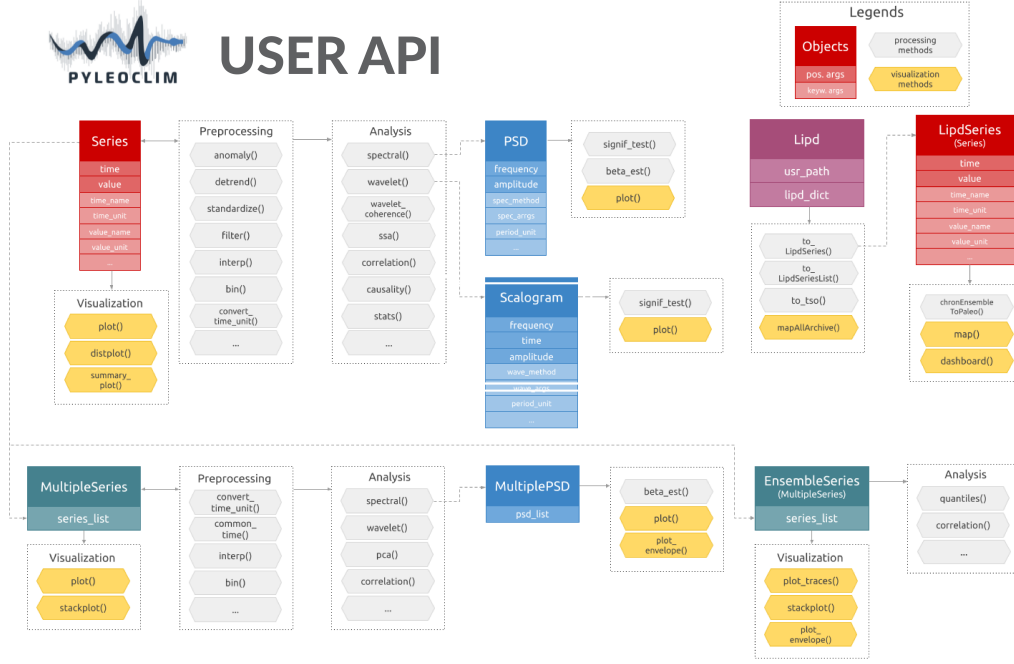 PYLEOCLIM
USER API
Legends
Objects
pos. args
keyw. args
processing
methods
visualization
methods
Series
time
value
time_name
time_unit
value_name
value_unit
...
Visualization
plot()
distplot()
summary_
plot()
Preprocessing
anomaly()
detrend()
standardize()
filter()
interp()
bin()
convert_
time_unit()
...
Analysis
spectral()
wavelet()
wavelet_
coherence()
ssa()
correlation()
causality()
stats()
...
PSD
frequency
amplitude
spec_method
spec_arrgs
period_unit
...
signif_test()
beta_est()
plot()
Scalogram
frequency
time
amplitude
wave_method
wave_args
period_unit
...
signif_test()
plot()
Lipd
usr_path
lipd_dict
to_
LipdSeries()
to_
LipdSeriesList()
to_tso()
mapAllArchive()
LipdSeries
(Series)
time
value
time_name
time_unit
value_name
value_unit
...
chronEnsemble
ToPaleo()
map()
dashboard()
MultipleSeries
series_list
Visualization
plot()
stackplot()
Preprocessing
convert_
time_unit()
common_
time()
interp()
bin()
...
Analysis
spectral()
wavelet()
pca()
correlation()
...
MultiplePSD
psd_list
beta_est()
plot()
plot_
envelope()
EnsembleSeries
(MultipleSeries)
series_list
Visualization
plot_traces()
stackplot()
plot_
envelope()
Analysis
quantiles()
correlation()
...